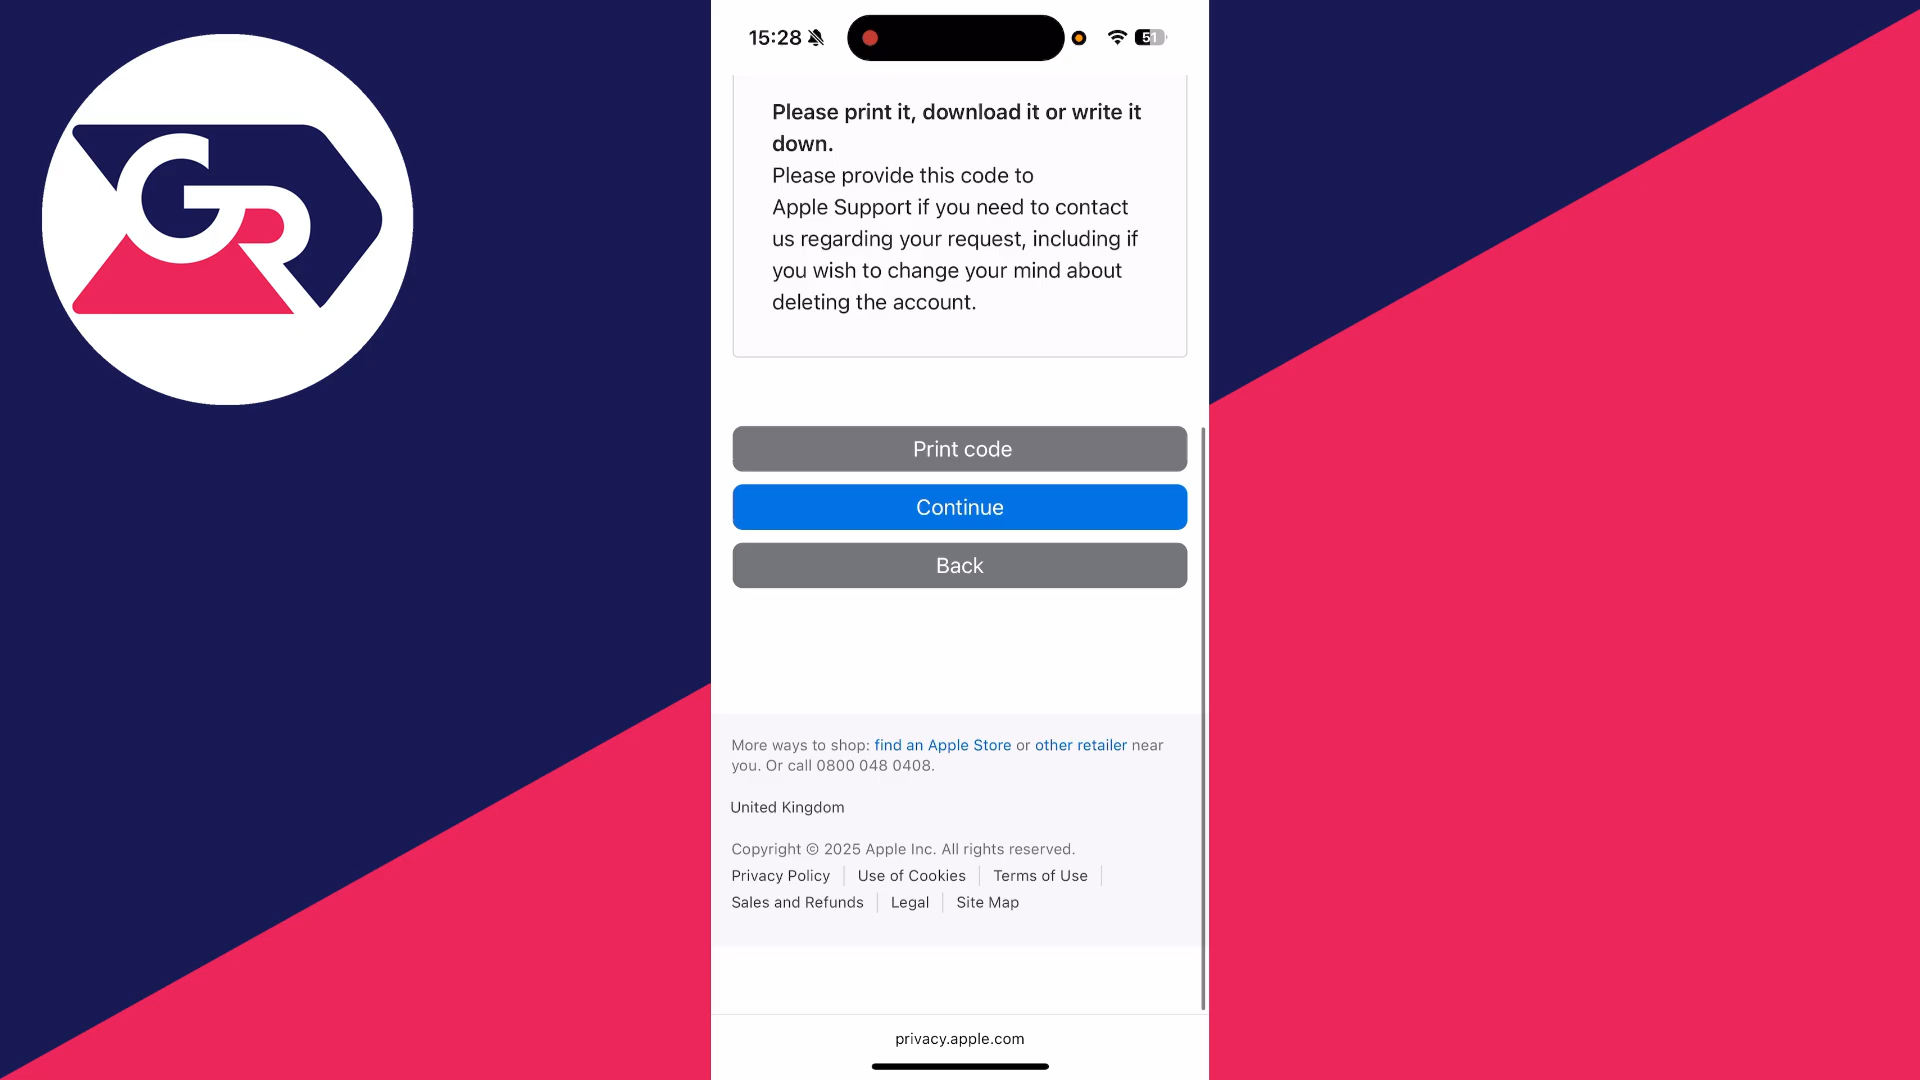 15:28
51
GR
Please print it, download it or write it
down.
Please provide this code to
Apple Support if you need to contact
us regarding your request, including if
you wish to change your mind about
deleting the account.
Print code
Continue
Back
More ways to shop: find an Apple Store or other retailer near
you. Or call 0800 048 0408.
United Kingdom
Copyright © 2025 Apple Inc. All rights reserved.
Privacy Policy | Use of Cookies | Terms of Use |
Sales and Refunds | Legal | Site Map
privacy.apple.com